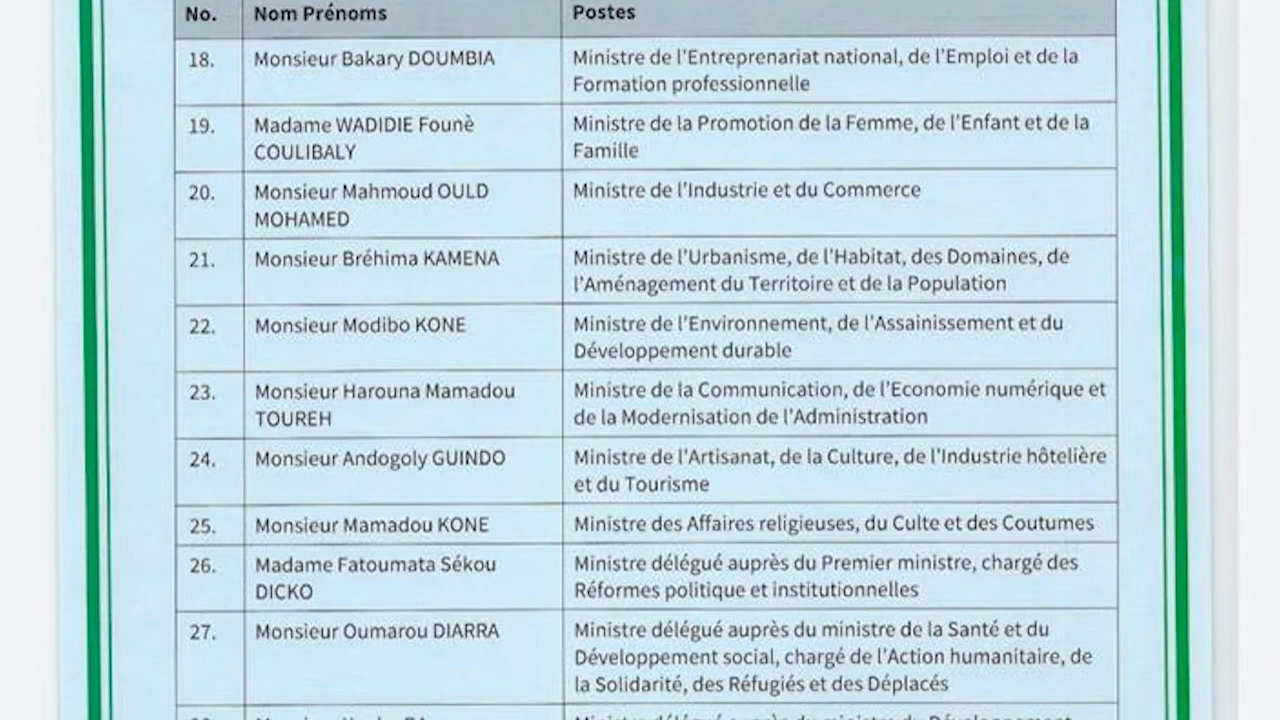 No. Nom Prénoms Postes
18. Monsieur Bakary DOUMBIA Ministre de l'Entreprenariat national, de l'Emploi et de la
Formation professionnelle
19. Madame WADIDIE Founè Ministre de la Promotion de la Femme, de l'Enfant et de la
COULIBALY Famille
20. Monsieur Mahmoud OULD Ministre de l'Industrie et du Commerce
MOHAMED
21. Monsieur Bréhima KAMENA Ministre de l'Urbanisme, de l'Habitat, des Domaines, de
l'Aménagement du Territoire et de la Population
22. Monsieur Modibo KONE Ministre de l'Environnement, de l'Assainissement et du
Développement durable
23. Monsieur Harouna Mamadou Ministre de la Communication, de l'Economie numérique et
TOUREH de la Modernisation de l'Administration
24. Monsieur Andogoly GUINDO Ministre de l'Artisanat, de la Culture, de l'Industrie hôtelière
et du Tourisme
25. Monsieur Mamadou KONE Ministre des Affaires religieuses, du Culte et des Coutumes
26. Madame Fatoumata Sékou Ministre délégué auprès du Premier ministre, chargé des
DICKO Réformes politique et institutionnelles
27. Monsieur Oumarou DIARRA Ministre délégué auprès du ministre de la Santé et du
Développement social, chargé de l'Action humanitaire, de
la Solidarité, des Réfugiés et des Déplacés